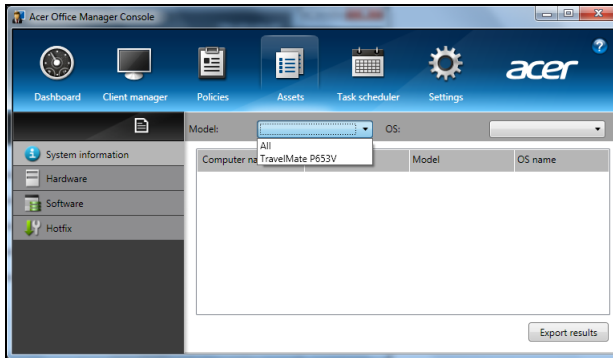 Acer Office Manager Console
Dashboard Client manager Policies Assets Task scheduler Settings acer ?
Model: OS:
All
TravelMate P653V
System information
Hardware
Software
Hotfix
Computer na Model OS name
Export results